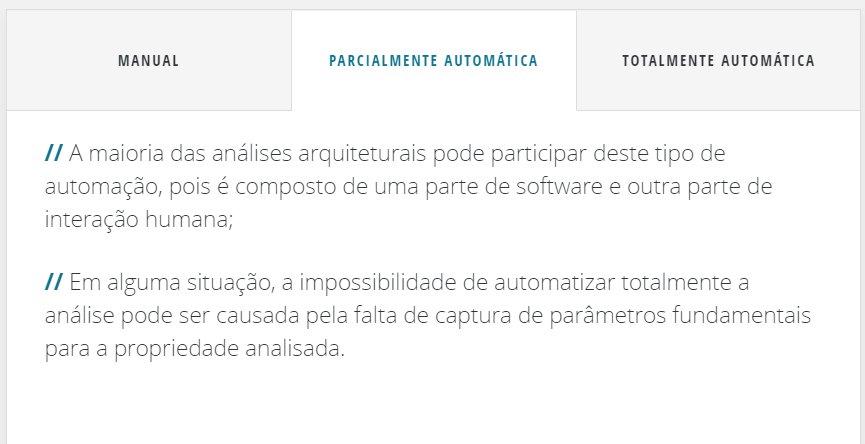 MANUAL
PARCIALMENTE AUTOMÁTICA
TOTALMENTE AUTOMÁTICA
// A maioria das análises arquiteturais pode participar deste tipo de
automação, pois é composto de uma parte de software e outra parte de
interação humana;
// Em alguma situação, a impossibilidade de automatizar totalmente a
análise pode ser causada pela falta de captura de parâmetros fundamentais
para a propriedade analisada.